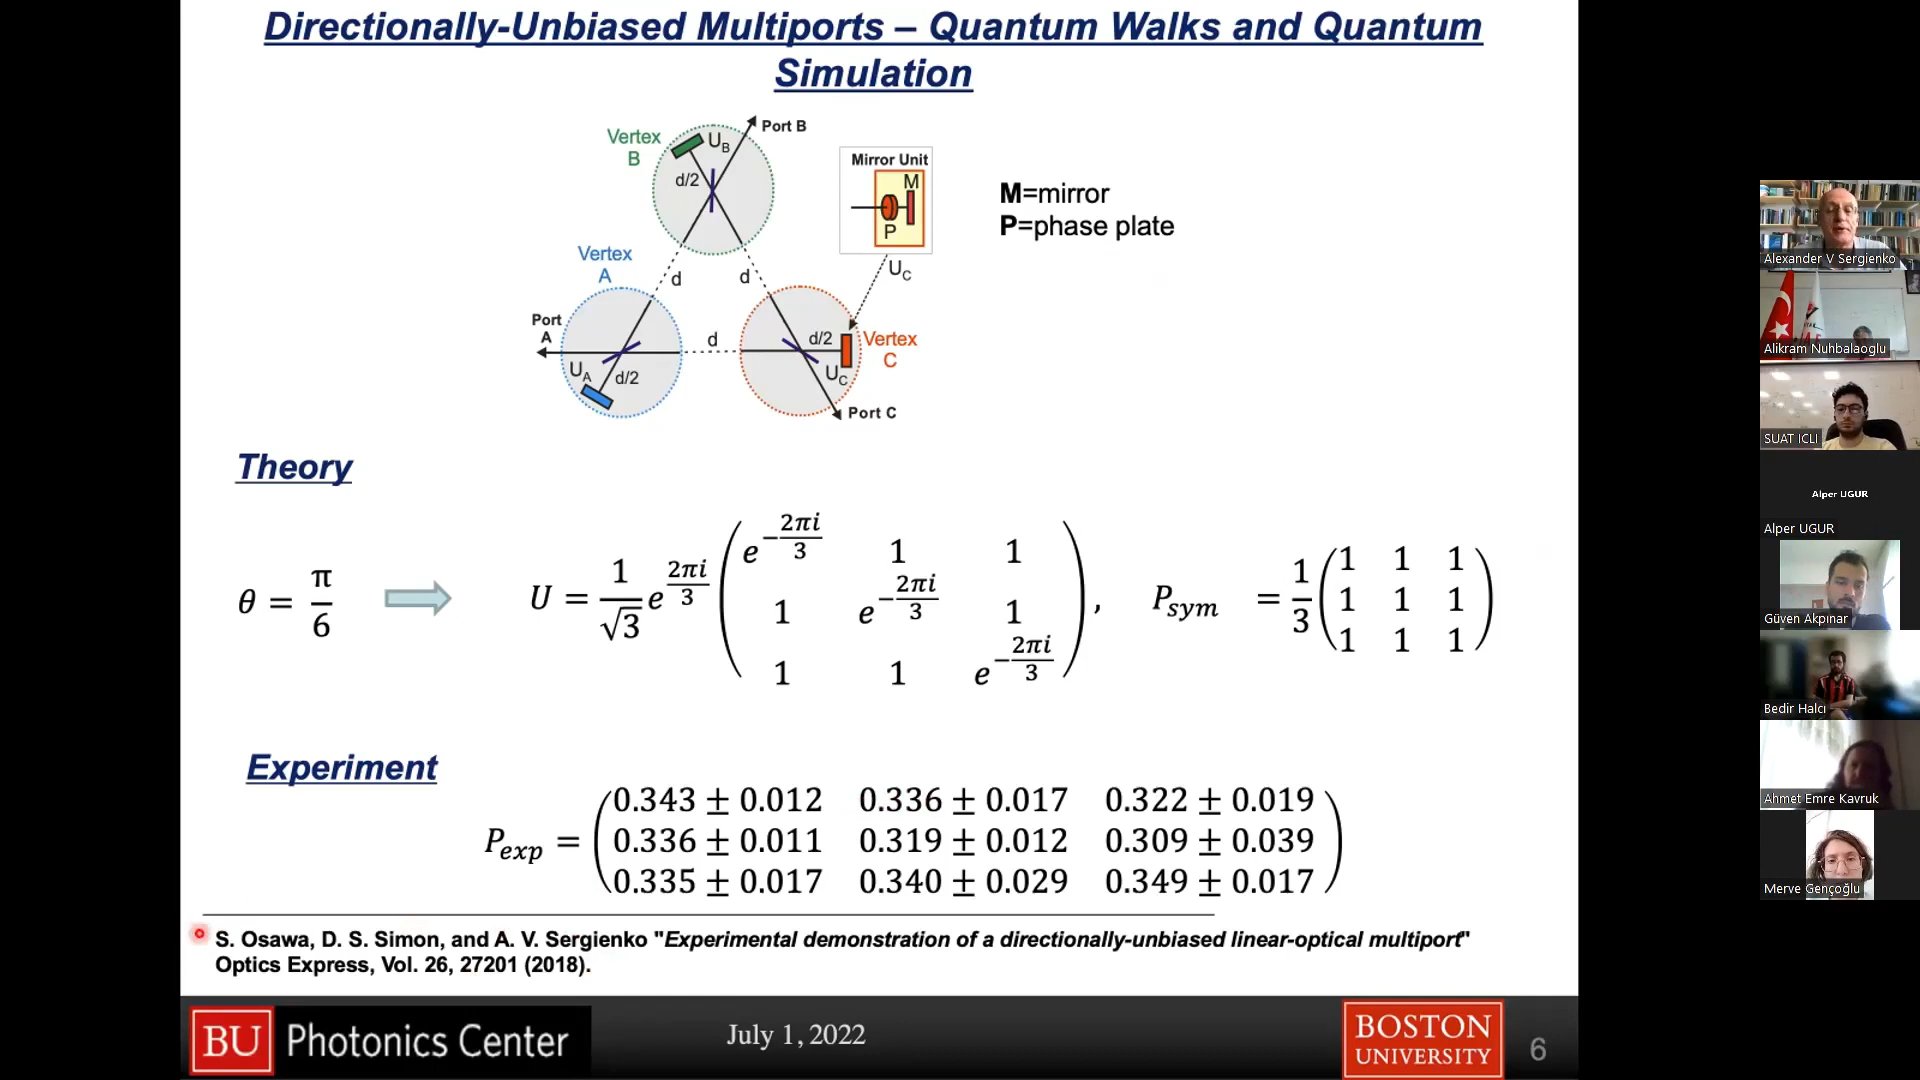 Directionally-Unbiased Multiports – Quantum Walks and Quantum
Simulation
Port B
Vertex
B
U_B
d/2
Mirror Unit
M
P
M=mirror
P=phase plate
Vertex
A
d
d
U_C
Port
A
d
d/2
Vertex
C
U_A
d/2
U_C
Port C
Theory
θ = π/6
U = 1/√3 e^{2πi/3} ( e^{-2πi/3} 1 1
1 e^{-2πi/3} 1
1 1 e^{-2πi/3} ) ,
P_sym = 1/3 ( 1 1 1
1 1 1
1 1 1 )
Experiment
P_exp = ( 0.343 ± 0.012 0.336 ± 0.017 0.322 ± 0.019
0.336 ± 0.011 0.319 ± 0.012 0.309 ± 0.039
0.335 ± 0.017 0.340 ± 0.029 0.349 ± 0.017 )
S. Osawa, D. S. Simon, and A. V. Sergienko "Experimental demonstration of a directionally-unbiased linear-optical multiport"
Optics Express, Vol. 26, 27201 (2018).
BU Photonics Center
July 1, 2022
BOSTON
UNIVERSITY
6
Alexander V Sergienko
Alikram Nuhbalaoglu
SUAT ICLI
Alper UGUR
Alper UGUR
Güven Akpınar
Bedir Halcı
Ahmet Emre Kavruk
Merve Gençoğlu